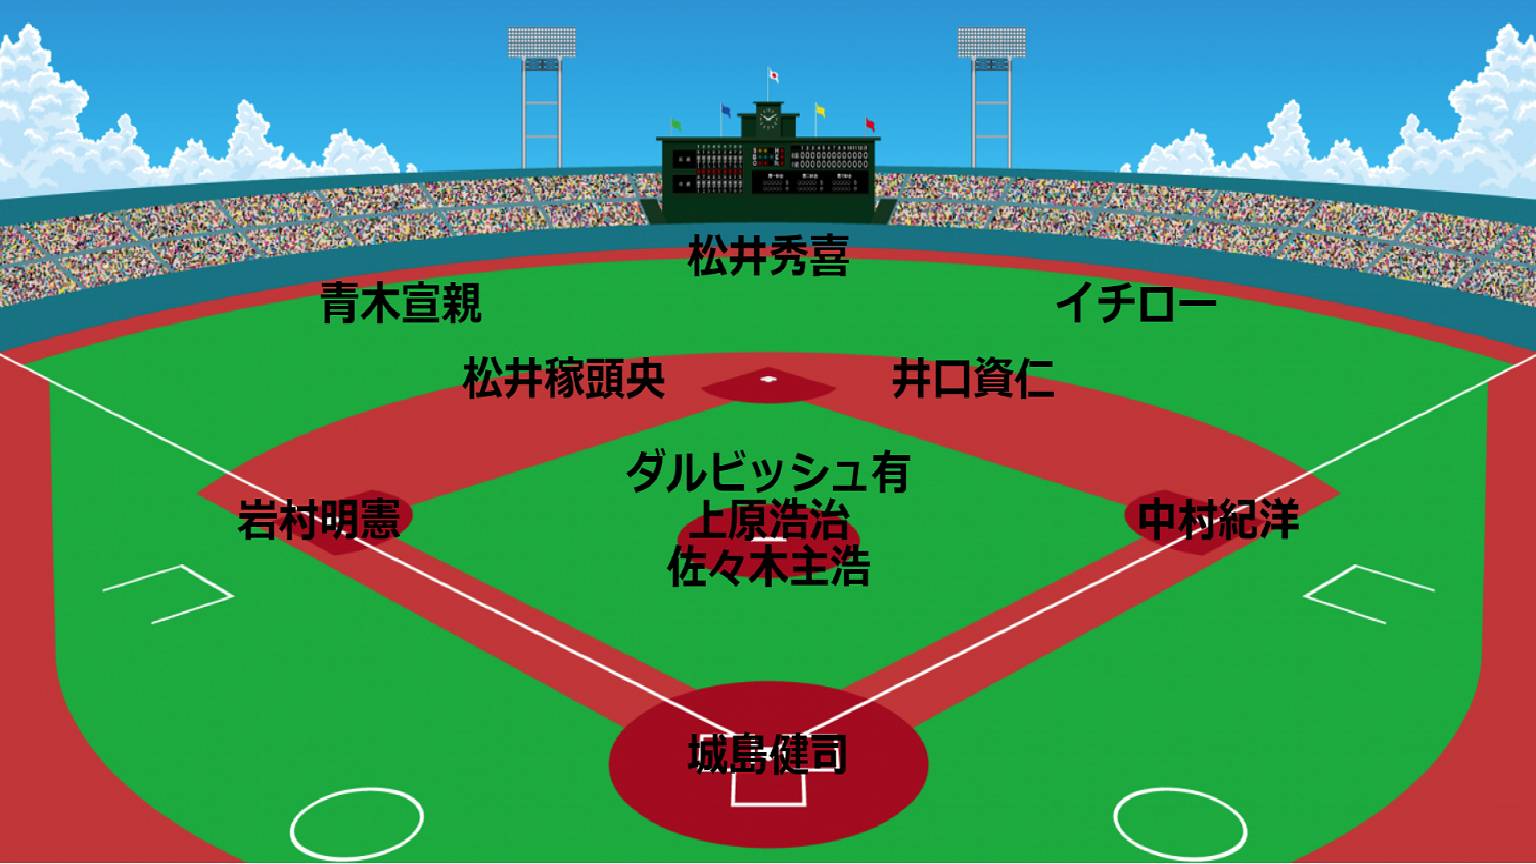 松井秀喜
青木宣親
イチロー
松井稼頭央
井口資仁
ダルビッシュ有
上原浩治
佐々木主浩
岩村明憲
中村紀洋
城島健司